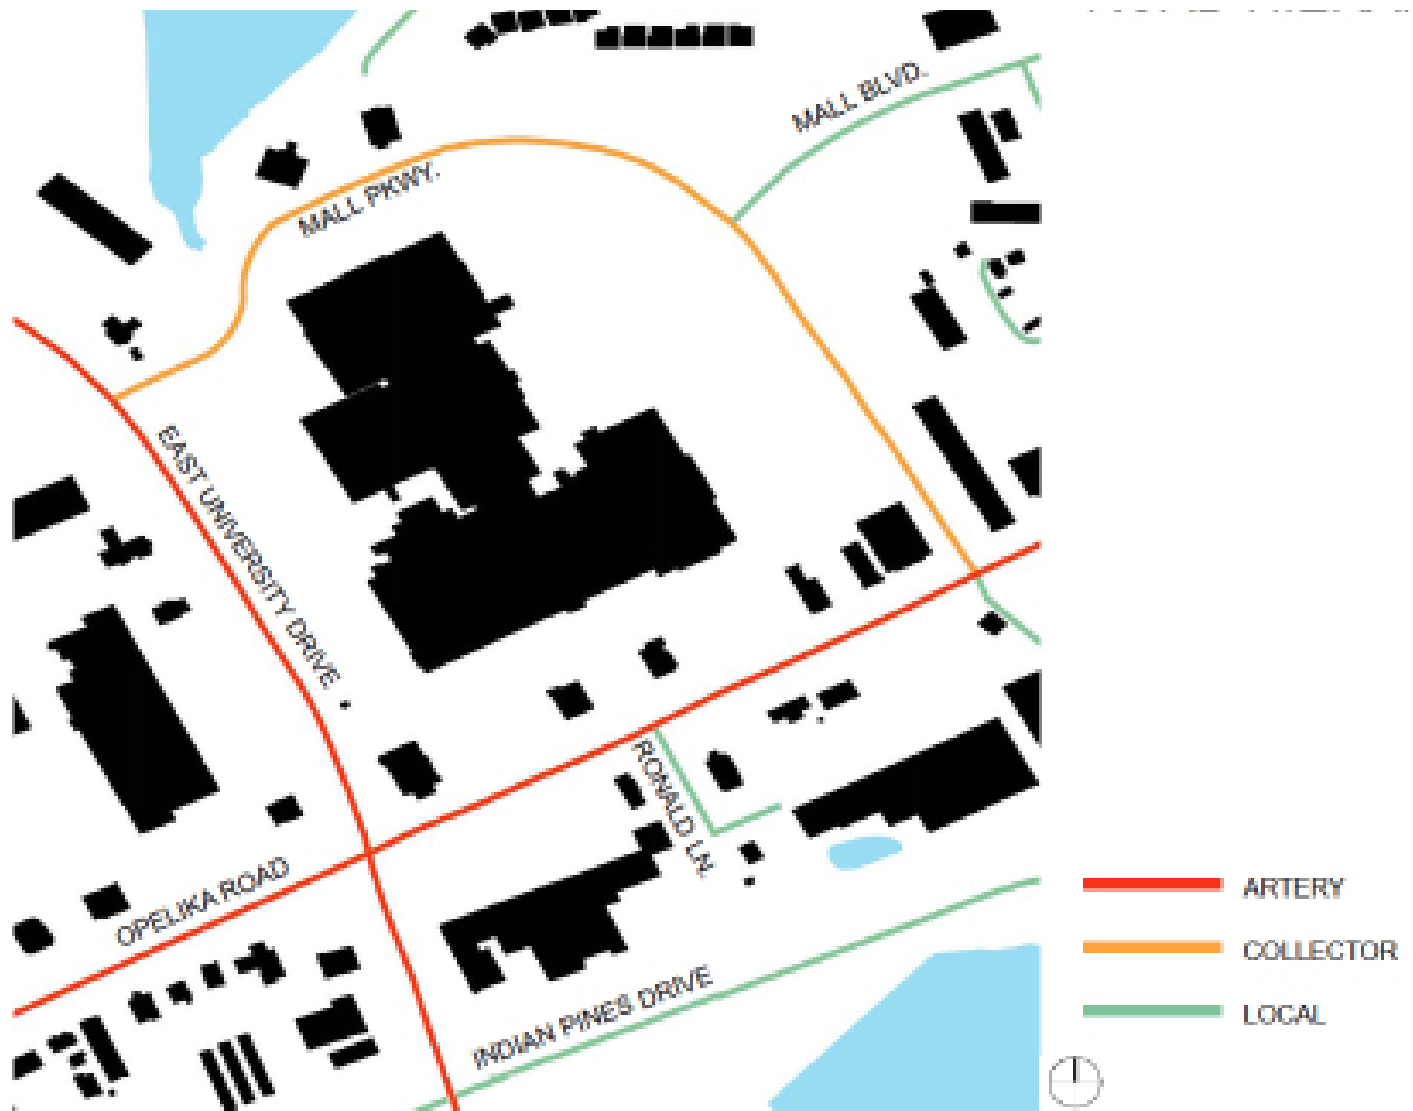 MALL BLVD.
MALL PKWY.
EAST UNIVERSITY DRIVE
RONALD LN.
OPELIKA ROAD
INDIAN PINES DRIVE
ARTERY
COLLECTOR
LOCAL